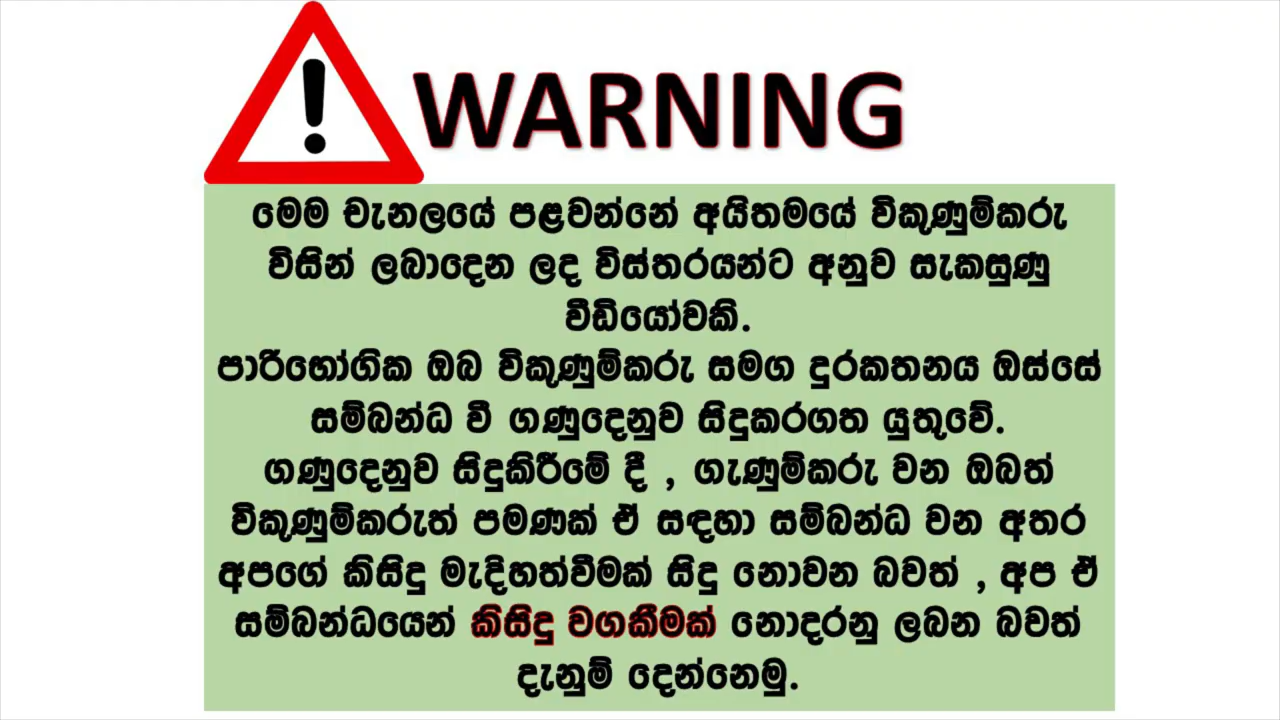 WARNING
මෙම චැනලයේ පළවන්නේ අයිතමයේ විකුණුම්කරු
විසින් ලබාදෙන ලද විස්තරයන්ට අනුව සැකසුණු
වීඩියෝවකි.
පාරිභෝගික ඔබ විකුණුම්කරු සමග දුරකතනය ඔස්සේ
සම්බන්ධ වී ගණුදෙනුව සිදුකරගත යුතුවේ.
ගණුදෙනුව සිදුකිරීමේ දී , ගැණුම්කරු වන ඔබත්
විකුණුම්කරුත් පමණක් ඒ සඳහා සම්බන්ධ වන අතර
අපගේ කිසිදු මැදිහත්වීමක් සිදු නොවන බවත් , අප ඒ
සම්බන්ධයෙන් කිසිදු වගකීමක් නොදරනු ලබන බවත්
දැනුම් දෙන්නෙමු.